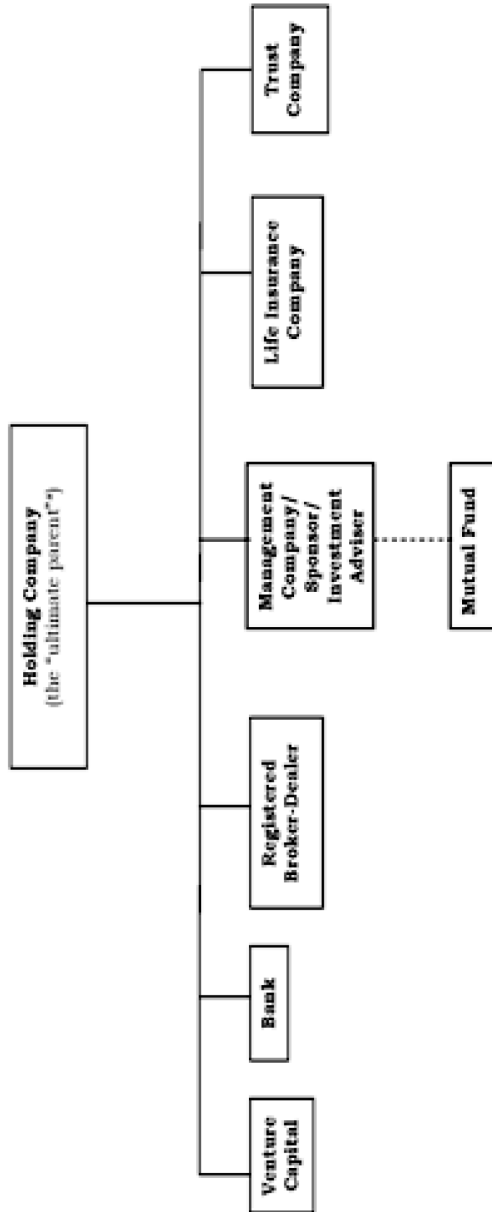 Holding Company
(the "ultimate parent"*)
Venture
Capital
Bank
Registered
Broker-Dealer
Management
Company/
Sponsor/
Investment
Adviser
Life Insurance
Company
Trust
Company
Mutual Fund